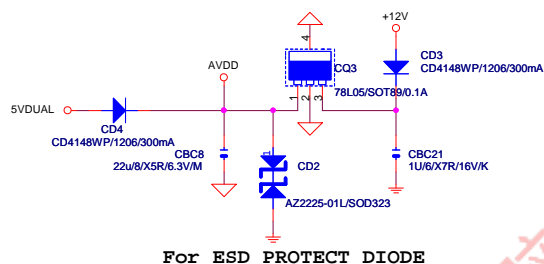 +12V
4
CQ3
CD3
CD4148WP/1206/300mA
AVDD
78L05/SOT89/0.1A
5VDUAL
1
2
3
CD4
CD4148WP/1206/300mA
CBC8
22u/8/X5R/6.3V/M
1
CD2
CBC21
1U/6/X7R/16V/K
AZ2225-01L/SOD323
For ESD PROTECT DIODE